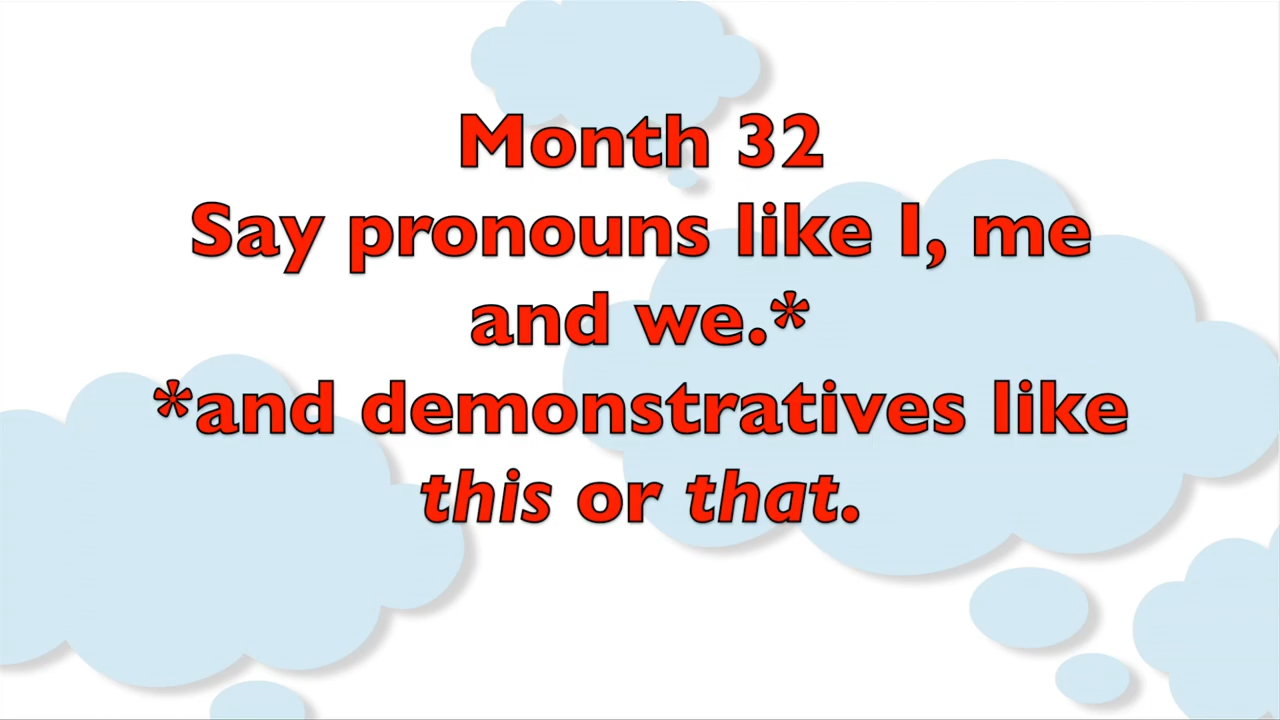 Month 32
Say pronouns like I, me
and we.*
*and demonstratives like
this or that.